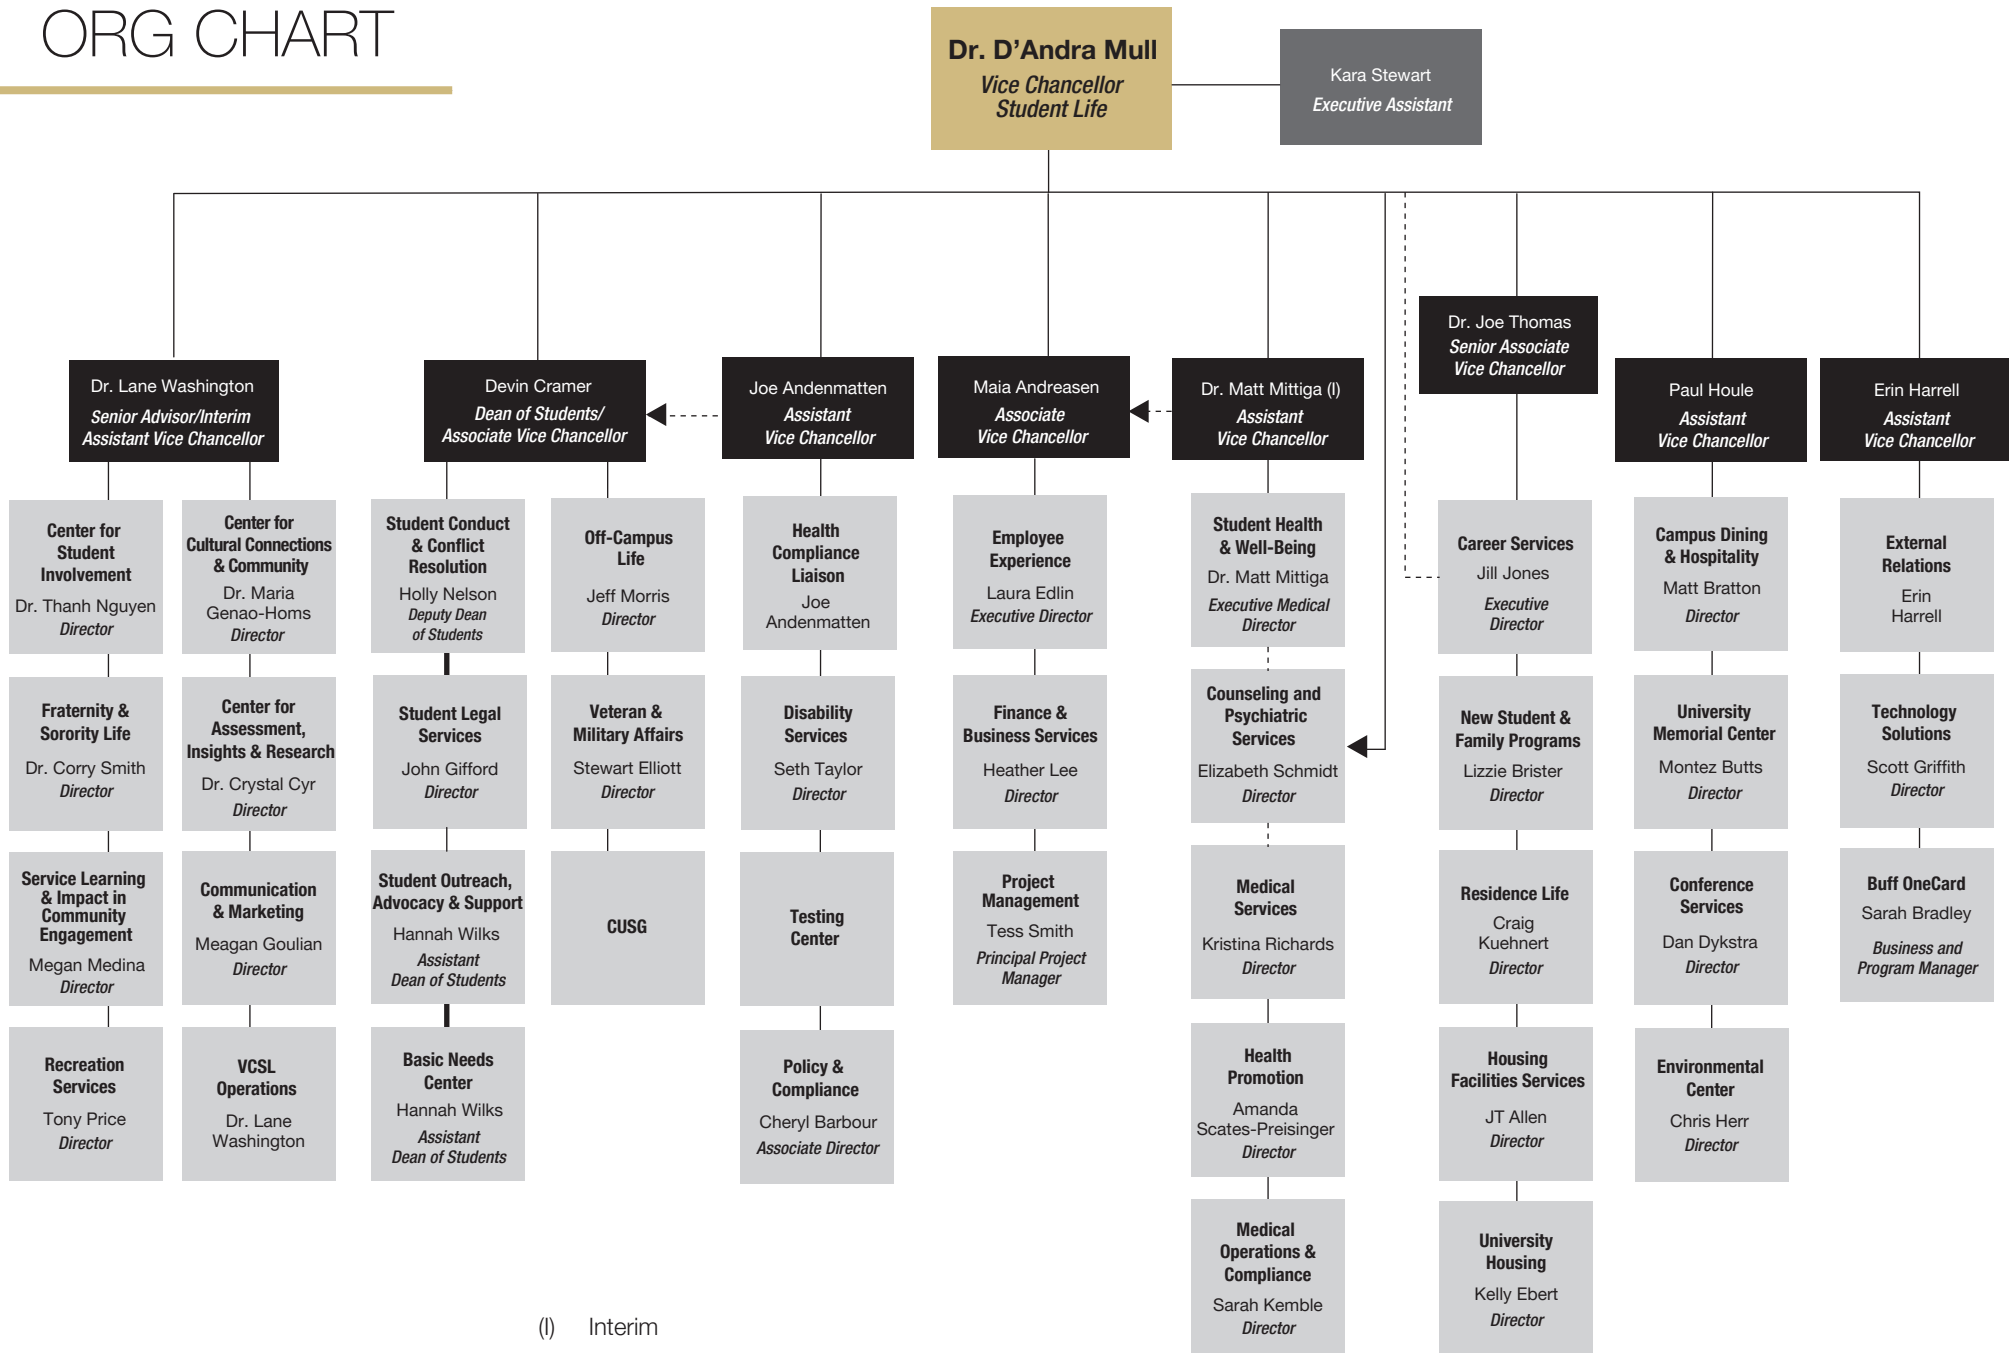 ORG CHART
Dr. D’Andra Mull
Vice Chancellor
Student Life
Kara Stewart
Executive Assistant
Dr. Lane Washington
Senior Advisor/Interim
Assistant Vice Chancellor
Center for
Student
Involvement
Dr. Thanh Nguyen
Director
Fraternity &
Sorority Life
Dr. Corry Smith
Director
Service Learning
& Impact in
Community
Engagement
Megan Medina
Director
Recreation
Services
Tony Price
Director
Center for
Cultural Connections
& Community
Dr. Maria
Genao-Homs
Director
Center for
Assessment,
Insights & Research
Dr. Crystal Cyr
Director
Communication
& Marketing
Meagan Goulian
Director
VCSL
Operations
Dr. Lane
Washington
Devin Cramer
Dean of Students/
Associate Vice Chancellor
Student Conduct
& Conflict
Resolution
Holly Nelson
Deputy Dean
of Students
Student Legal
Services
John Gifford
Director
Student Outreach,
Advocacy & Support
Hannah Wilks
Assistant
Dean of Students
Basic Needs
Center
Hannah Wilks
Assistant
Dean of Students
Off-Campus
Life
Jeff Morris
Director
Veteran &
Military Affairs
Stewart Elliott
Director
CUSG
Joe Andenmatten
Assistant
Vice Chancellor
Health
Compliance
Liaison
Joe
Andenmatten
Disability
Services
Seth Taylor
Director
Testing
Center
Policy &
Compliance
Cheryl Barbour
Associate Director
Maia Andreasen
Associate
Vice Chancellor
Employee
Experience
Laura Edlin
Executive Director
Finance &
Business Services
Heather Lee
Director
Project
Management
Tess Smith
Principal Project
Manager
Dr. Matt Mittiga (I)
Assistant
Vice Chancellor
Student Health
& Well-Being
Dr. Matt Mittiga
Executive Medical
Director
Counseling and
Psychiatric
Services
Elizabeth Schmidt
Director
Medical
Services
Kristina Richards
Director
Health
Promotion
Amanda
Scates-Preisinger
Director
Medical
Operations &
Compliance
Sarah Kemble
Director
Dr. Joe Thomas
Senior Associate
Vice Chancellor
Career Services
Jill Jones
Executive
Director
New Student &
Family Programs
Lizzie Brister
Director
Residence Life
Craig
Kuehnert
Director
Housing
Facilities Services
JT Allen
Director
University
Housing
Kelly Ebert
Director
Paul Houle
Assistant
Vice Chancellor
Campus Dining
& Hospitality
Matt Bratton
Director
University
Memorial Center
Montez Butts
Director
Conference
Services
Dan Dykstra
Director
Environmental
Center
Chris Herr
Director
Erin Harrell
Assistant
Vice Chancellor
External
Relations
Erin
Harrell
Technology
Solutions
Scott Griffith
Director
Buff OneCard
Sarah Bradley
Business and
Program Manager
(I) Interim